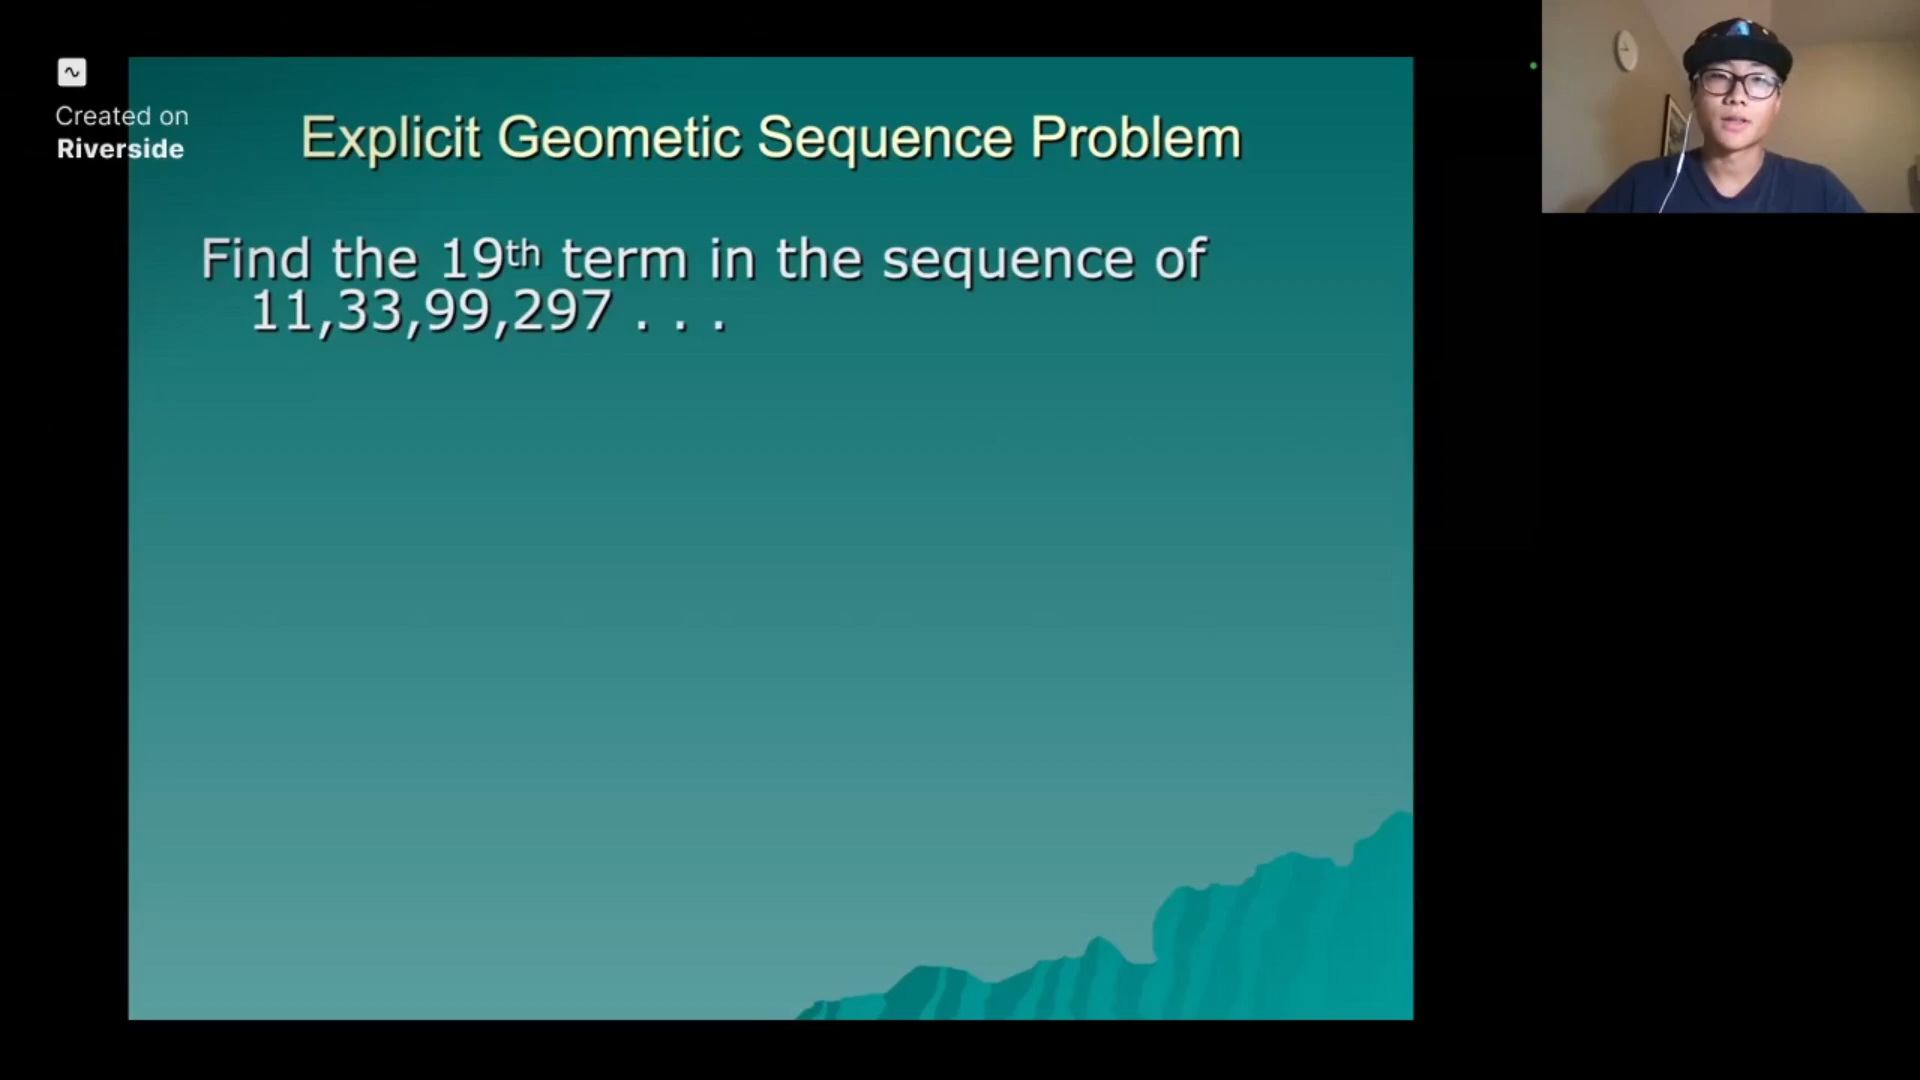 Created on
Riverside
Explicit Geometic Sequence Problem
Find the 19th term in the sequence of
11,33,99,297 . . .